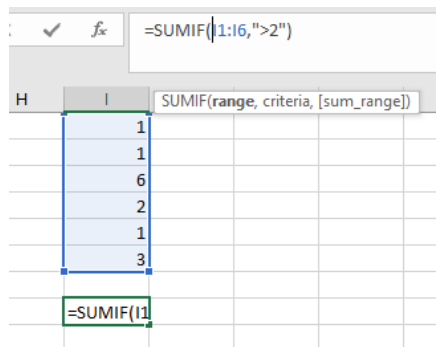 fx =SUMIF(I1:I6,">2")
H I SUMIF(range, criteria, [sum_range])
1
1
6
2
1
3
=SUMIF(I1